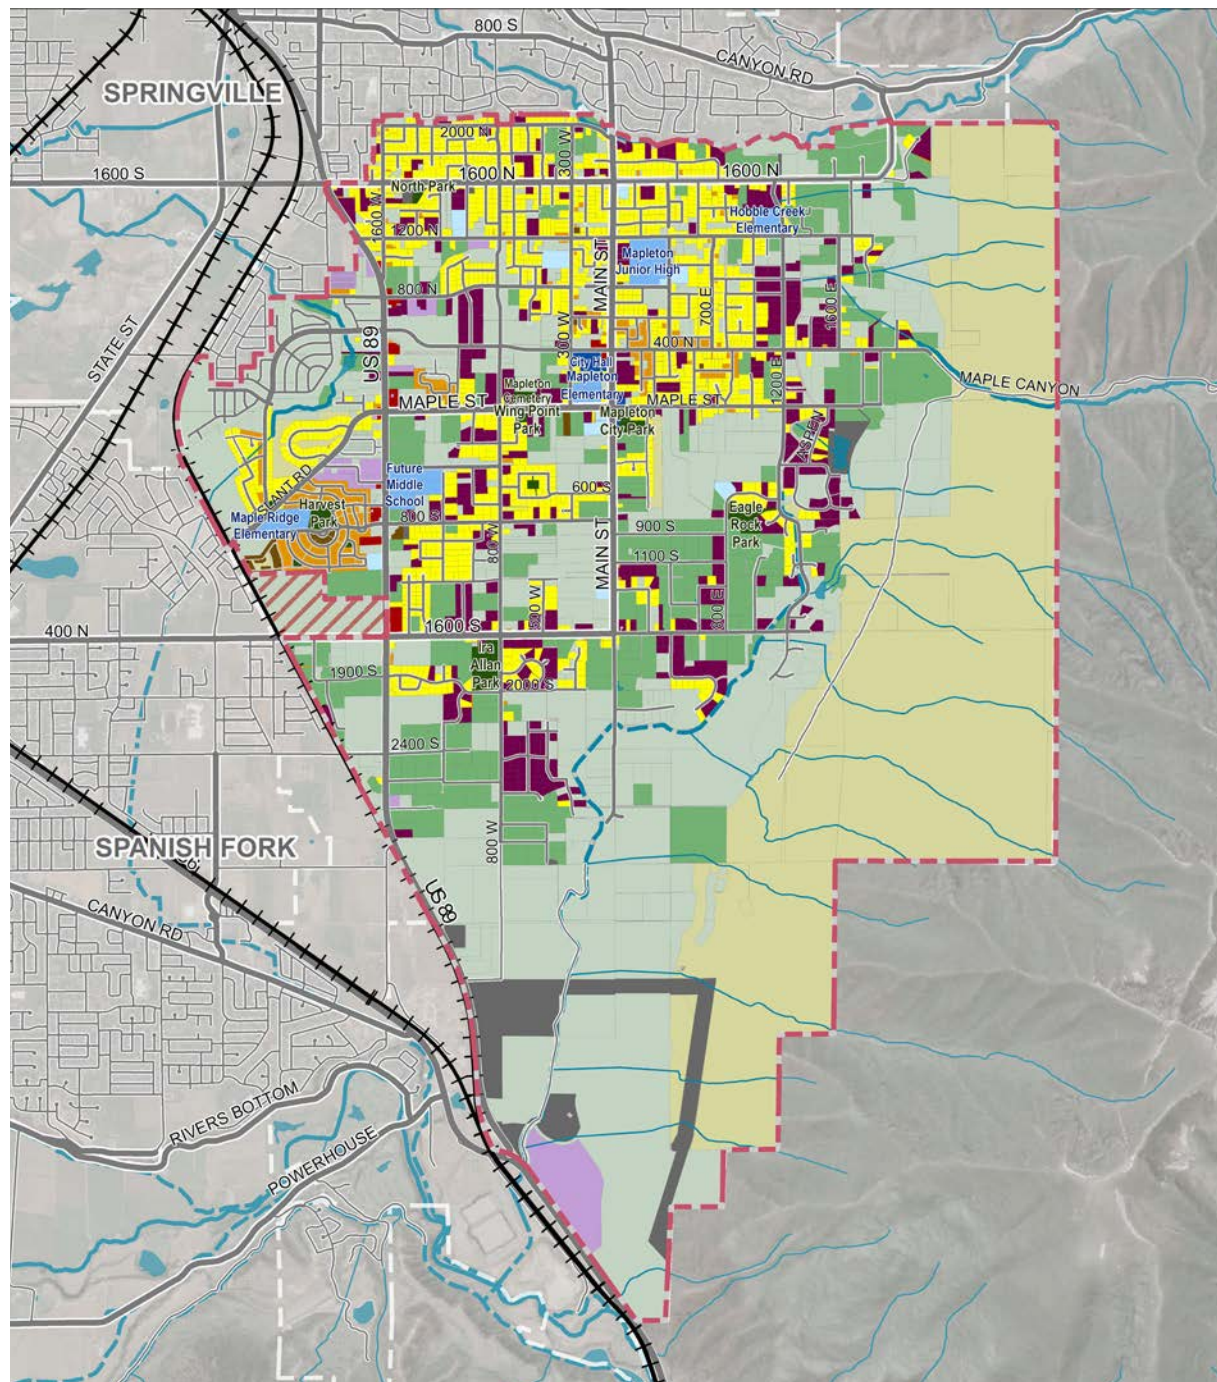 800 S
CANYON RD
SPRINGVILLE
2000 N
300 W
1600 S
1600 N
1600 N
North Park
1600 W
Hobble Creek
Elementary
1200 N
MAIN ST
Mapleton
Junior High
800 N
700 E
1600 E
STATE ST
US 89
300 W
400 N
City Hall
Mapleton
Elementary
1200 E
MAPLE CANYON
Mapleton
Cemetery
MAPLE ST
MAPLE ST
Wing-Point
Park
Mapleton
City Park
SLANT RD
Future
Middle
School
600 S
Harvest
Park
Eagle
Rock
Park
Maple Ridge
Elementary
800 S
900 S
800 W
MAIN ST
1100 S
400 N
1600 S
Ira
Allan
Park
1900 S
2000 S
2400 S
800 W
SPANISH FORK
US 89
CANYON RD
RIVERS BOTTOM
POWERHOUSE